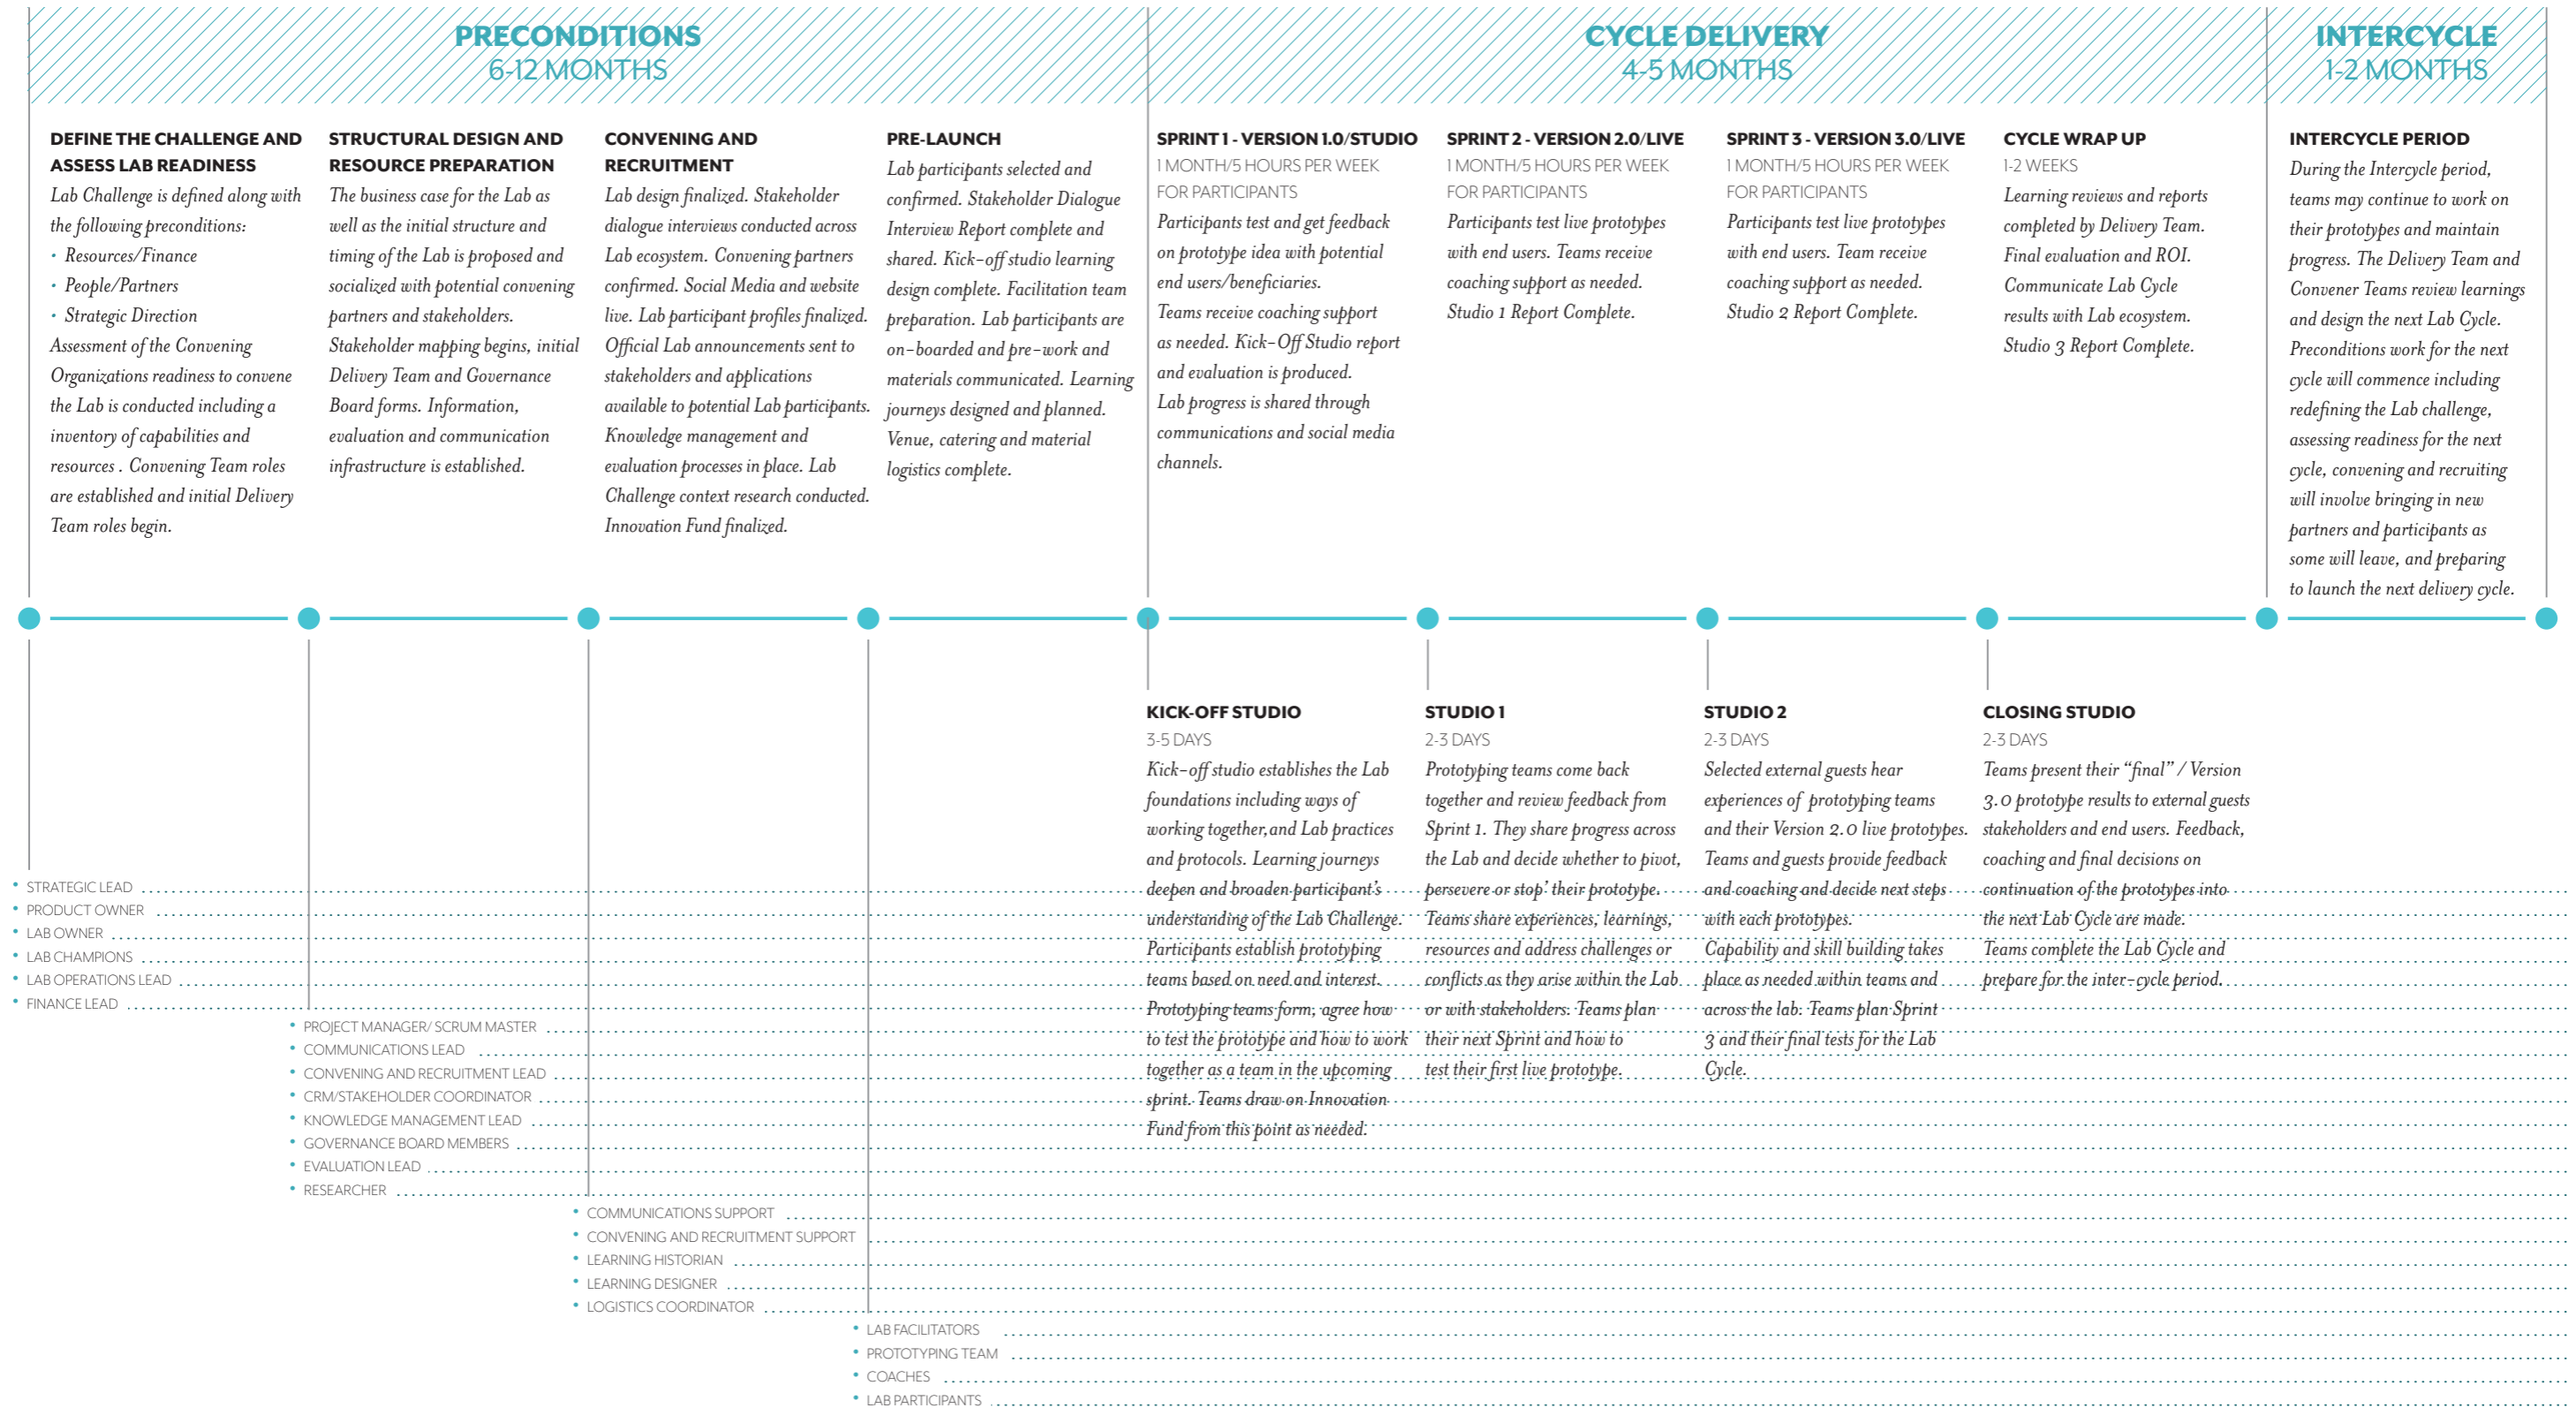 PRECONDITIONS
6-12 MONTHS
CYCLE DELIVERY
4-5 MONTHS
INTERCYCLE
1-2 MONTHS
DEFINE THE CHALLENGE AND
ASSESS LAB READINESS
Lab Challenge is defined along with
the following preconditions:
• Resources/Finance
• People/Partners
• Strategic Direction
Assessment of the Convening
Organizations readiness to convene
the Lab is conducted including a
inventory of capabilities and
resources . Convening Team roles
are established and initial Delivery
Team roles begin.
STRUCTURAL DESIGN AND
RESOURCE PREPARATION
The business case for the Lab as
well as the initial structure and
timing of the Lab is proposed and
socialized with potential convening
partners and stakeholders.
Stakeholder mapping begins, initial
Delivery Team and Governance
Board forms. Information,
evaluation and communication
infrastructure is established.
CONVENING AND
RECRUITMENT
Lab design finalized. Stakeholder
dialogue interviews conducted across
Lab ecosystem. Convening partners
confirmed. Social Media and website
live. Lab participant profiles finalized.
Official Lab announcements sent to
stakeholders and applications
available to potential Lab participants.
Knowledge management and
evaluation processes in place. Lab
Challenge context research conducted.
Innovation Fund finalized.
PRE-LAUNCH
Lab participants selected and
confirmed. Stakeholder Dialogue
Interview Report complete and
shared. Kick-off studio learning
design complete. Facilitation team
preparation. Lab participants are
on-boarded and pre-work and
materials communicated. Learning
journeys designed and planned.
Venue, catering and material
logistics complete.
SPRINT 1 - VERSION 1.0/STUDIO
1 MONTH/5 HOURS PER WEEK
FOR PARTICIPANTS
Participants test and get feedback
on prototype idea with potential
end users/beneficiaries.
Teams receive coaching support
as needed. Kick-Off Studio report
and evaluation is produced.
Lab progress is shared through
communications and social media
channels.
SPRINT 2 - VERSION 2.0/LIVE
1 MONTH/5 HOURS PER WEEK
FOR PARTICIPANTS
Participants test live prototypes
with end users. Teams receive
coaching support as needed.
Studio 1 Report Complete.
SPRINT 3 - VERSION 3.0/LIVE
1 MONTH/5 HOURS PER WEEK
FOR PARTICIPANTS
Participants test live prototypes
with end users. Team receive
coaching support as needed.
Studio 2 Report Complete.
CYCLE WRAP UP
1-2 WEEKS
Learning reviews and reports
completed by Delivery Team.
Final evaluation and ROI.
Communicate Lab Cycle
results with Lab ecosystem.
Studio 3 Report Complete.
INTERCYCLE PERIOD
During the Intercycle period,
teams may continue to work on
their prototypes and maintain
progress. The Delivery Team and
Convener Teams review learnings
and design the next Lab Cycle.
Preconditions work for the next
cycle will commence including
redefining the Lab challenge,
assessing readiness for the next
cycle, convening and recruiting
will involve bringing in new
partners and participants as
some will leave, and preparing
to launch the next delivery cycle.
KICK-OFF STUDIO
3-5 DAYS
Kick-off studio establishes the Lab
foundations including ways of
working together,and Lab practices
and protocols. Learning journeys
deepen and broaden participant's
understanding of the Lab Challenge.
Participants establish prototyping
teams based on need and interest.
Prototyping teams form, agree how
to test the prototype and how to work
together as a team in the upcoming
sprint. Teams draw on Innovation
Fund from this point as needed.
STUDIO 1
2-3 DAYS
Prototyping teams come back
together and review feedback from
Sprint 1. They share progress across
the Lab and decide whether to pivot,
persevere or stop' their prototype.
Teams share experiences, learnings,
resources and address challenges or
conflicts as they arise within the Lab
or with stakeholders. Teams plan
their next Sprint and how to
test their first live prototype.
STUDIO 2
2-3 DAYS
Selected external guests hear
experiences of prototyping teams
and their Version 2.0 live prototypes.
Teams and guests provide feedback
and coaching and decide next steps
with each prototypes.
Capability and skill building takes
place as needed within teams and
across the lab. Teams plan Sprint
3 and their final tests for the Lab
Cycle.
CLOSING STUDIO
2-3 DAYS
Teams present their “final” / Version
3.0 prototype results to external guests
stakeholders and end users. Feedback,
coaching and final decisions on
continuation of the prototypes into
the next Lab Cycle are made.
Teams complete the Lab Cycle and
prepare for the inter-cycle period.
• STRATEGIC LEAD
• PRODUCT OWNER
• LAB OWNER
• LAB CHAMPIONS
• LAB OPERATIONS LEAD
• FINANCE LEAD
• PROJECT MANAGER/ SCRUM MASTER
• COMMUNICATIONS LEAD
• CONVENING AND RECRUITMENT LEAD
• CRM/STAKEHOLDER COORDINATOR
• KNOWLEDGE MANAGEMENT LEAD
• GOVERNANCE BOARD MEMBERS
• EVALUATION LEAD
• RESEARCHER
• COMMUNICATIONS SUPPORT
• CONVENING AND RECRUITMENT SUPPORT
• LEARNING HISTORIAN
• LEARNING DESIGNER
• LOGISTICS COORDINATOR
• LAB FACILITATORS
• PROTOTYPING TEAM
• COACHES
• LAB PARTICIPANTS